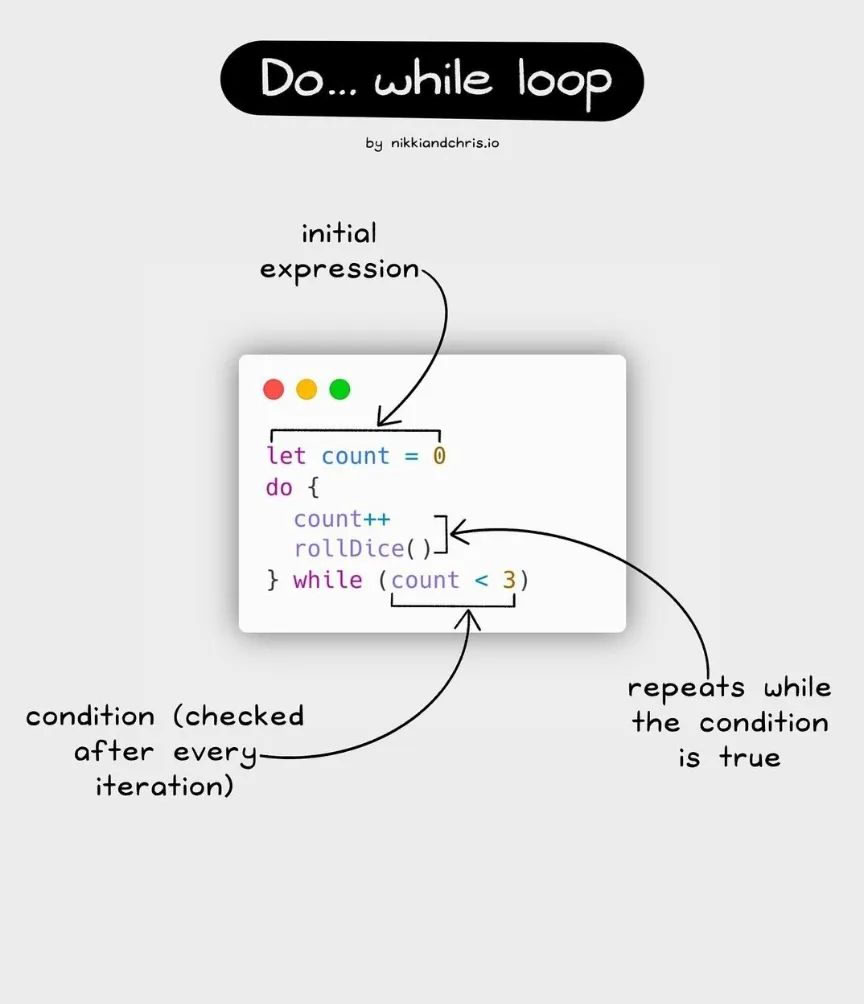 Do... while loop
by nikkiandchris.io
initial
expression
let count = 0
do {
count++
rollDice()
} while (count < 3)
repeats while
the condition
is true
condition (checked
after every
iteration)